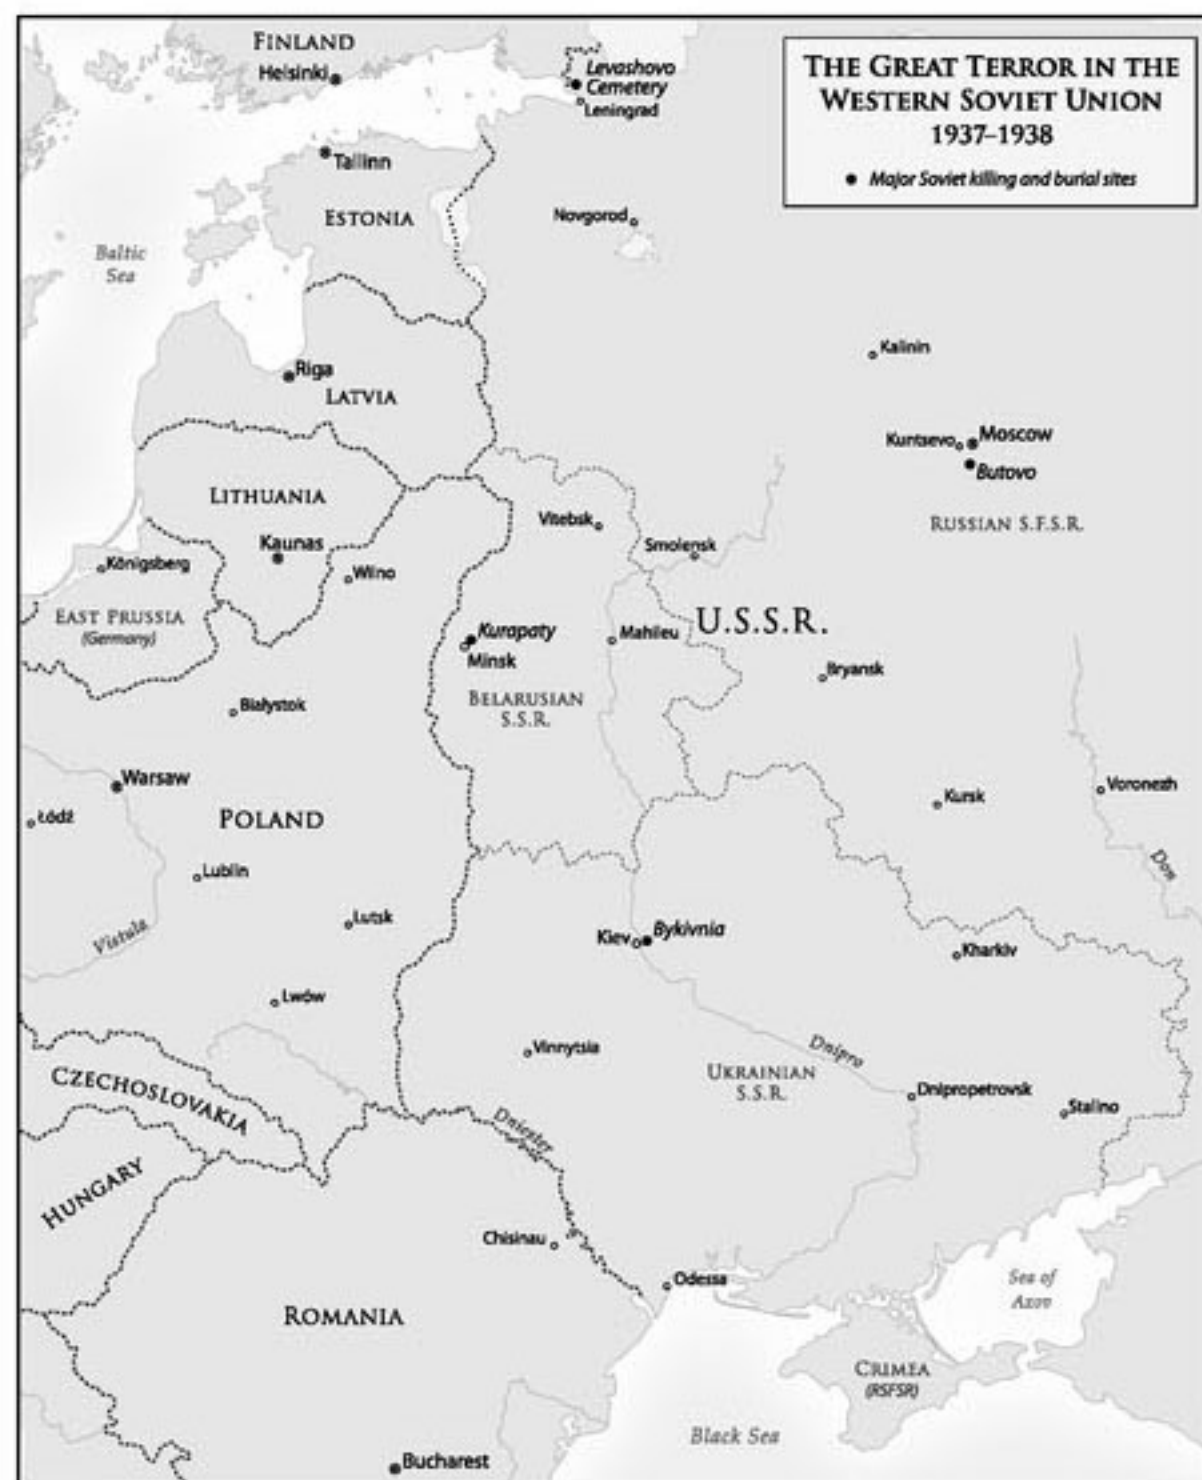 FINLAND
Helsinki
Levashovo
Cemetery
Leningrad
THE GREAT TERROR IN THE
WESTERN SOVIET UNION
1937–1938
Major Soviet killing and burial sites
Tallinn
ESTONIA
Novgorod
Baltic
Sea
Kalinin
Riga
LATVIA
Kuntsevo
Moscow
Butovo
LITHUANIA
Vitebsk
RUSSIAN S.F.S.R.
Kaunas
Smolensk
Königsberg
Wilno
EAST PRUSSIA
(Germany)
Kurapaty
Minsk
Mahileu
U.S.S.R.
Bryansk
BELARUSIAN
S.S.R.
Białystok
Warsaw
Voronezh
Kursk
Łódź
POLAND
Lublin
Don
Lutsk
Vistula
Kiev
Bykivnia
Kharkiv
Lwów
Vinnytsia
Dnipro
UKRAINIAN
S.S.R.
Dnipropetrovsk
Stalino
CZECHOSLOVAKIA
Dniester
HUNGARY
Chisinau
Odessa
Sea of
Azov
ROMANIA
CRIMEA
(RSFSR)
Black Sea
Bucharest